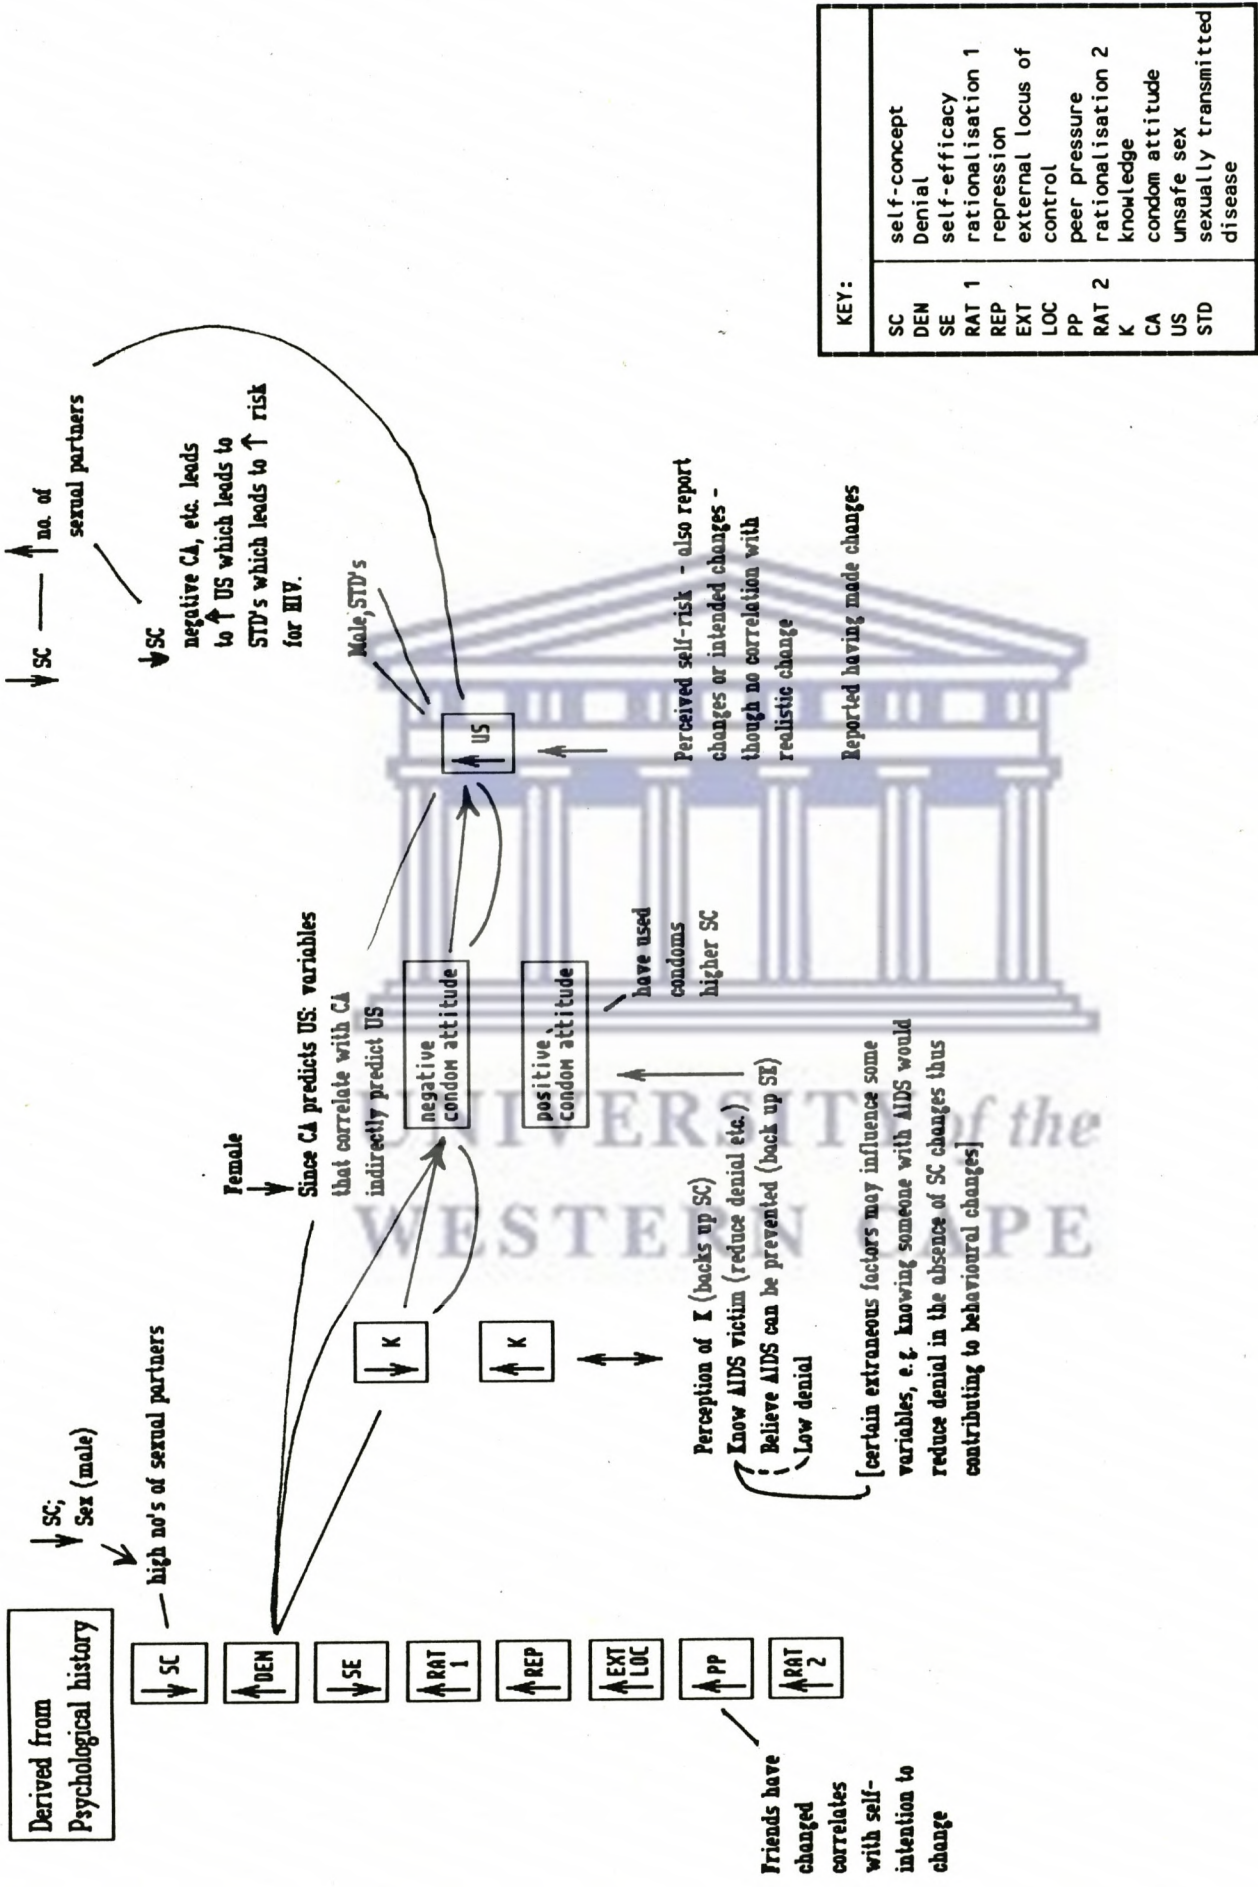 Derived from
Psychological history
↓ SC;
Sex (male)
high no's of sexual partners
↓ SC
↑ DEN
↓ SE
↑ RAT
1
↑ REP
↑ EXT
LOC
↑ PP
↑ RAT
2
Friends have
changed
correlates
with self-
intention to
change
↓ K
↑ K
Perception of K (backs up SC)
Know AIDS victim (reduce denial etc.)
Believe AIDS can be prevented (back up SE)
Low denial
[certain extraneous factors may influence some
variables, e.g. knowing someone with AIDS would
reduce denial in the absence of SC changes thus
contributing to behavioural changes]
Female
Since CA predicts US: variables
that correlate with CA
indirectly predict US
negative
condom attitude
positive
condom attitude
have used
condoms
higher SC
↑ US
Male, STD's
Perceived self-risk - also report
changes or intended changes -
though no correlation with
realistic change
Reported having made changes
↓ SC
↑ no. of
sexual partners
↓ SC
negative CA, etc. leads
to ↑ US which leads to
STD's which leads to ↑ risk
for HIV.
KEY:
SC self-concept
DEN Denial
SE self-efficacy
RAT 1 rationalisation 1
REP repression
EXT external locus of
LOC control
PP peer pressure
RAT 2 rationalisation 2
K knowledge
CA condom attitude
US unsafe sex
STD sexually transmitted
disease
UNIVERSITY of the
WESTERN CAPE